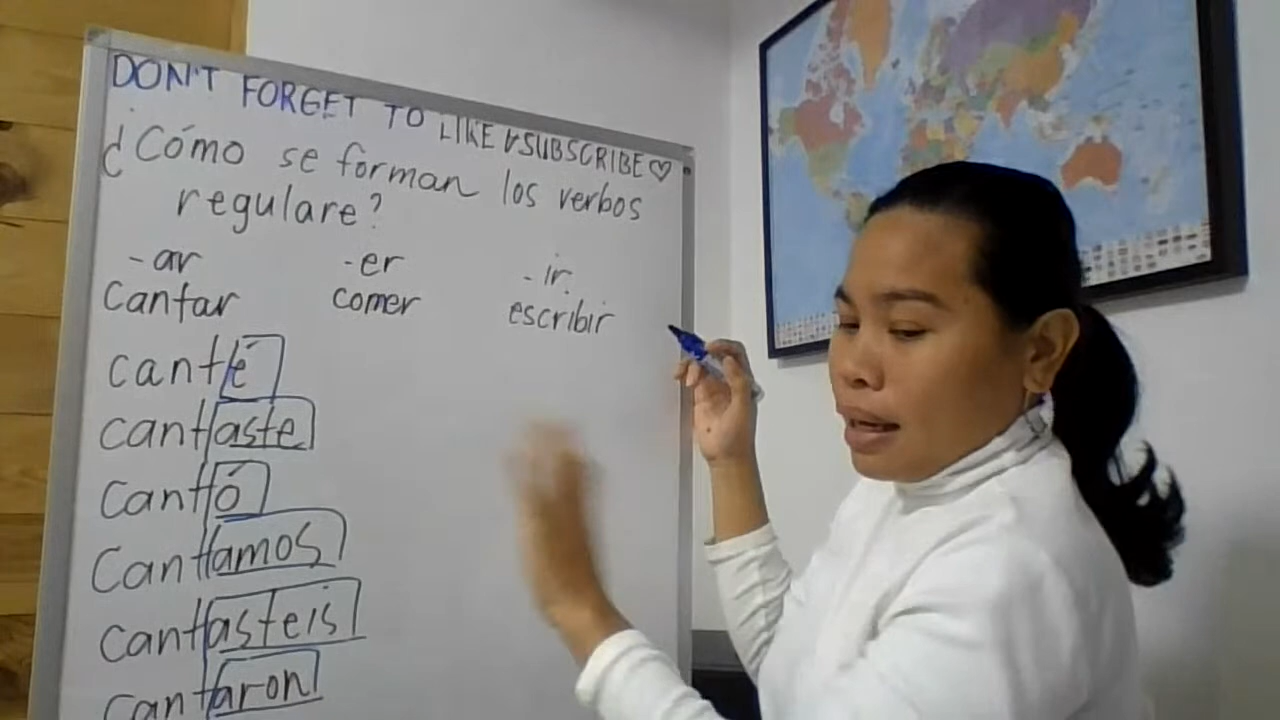 DON'T FORGET TO LIKE & SUBSCRIBE ♡
¿Cómo se forman los verbos
regulare?
-ar -er -ir
Cantar comer escribir
canté
cantaste
cantó
Cantamos
cantasteis
cantaron